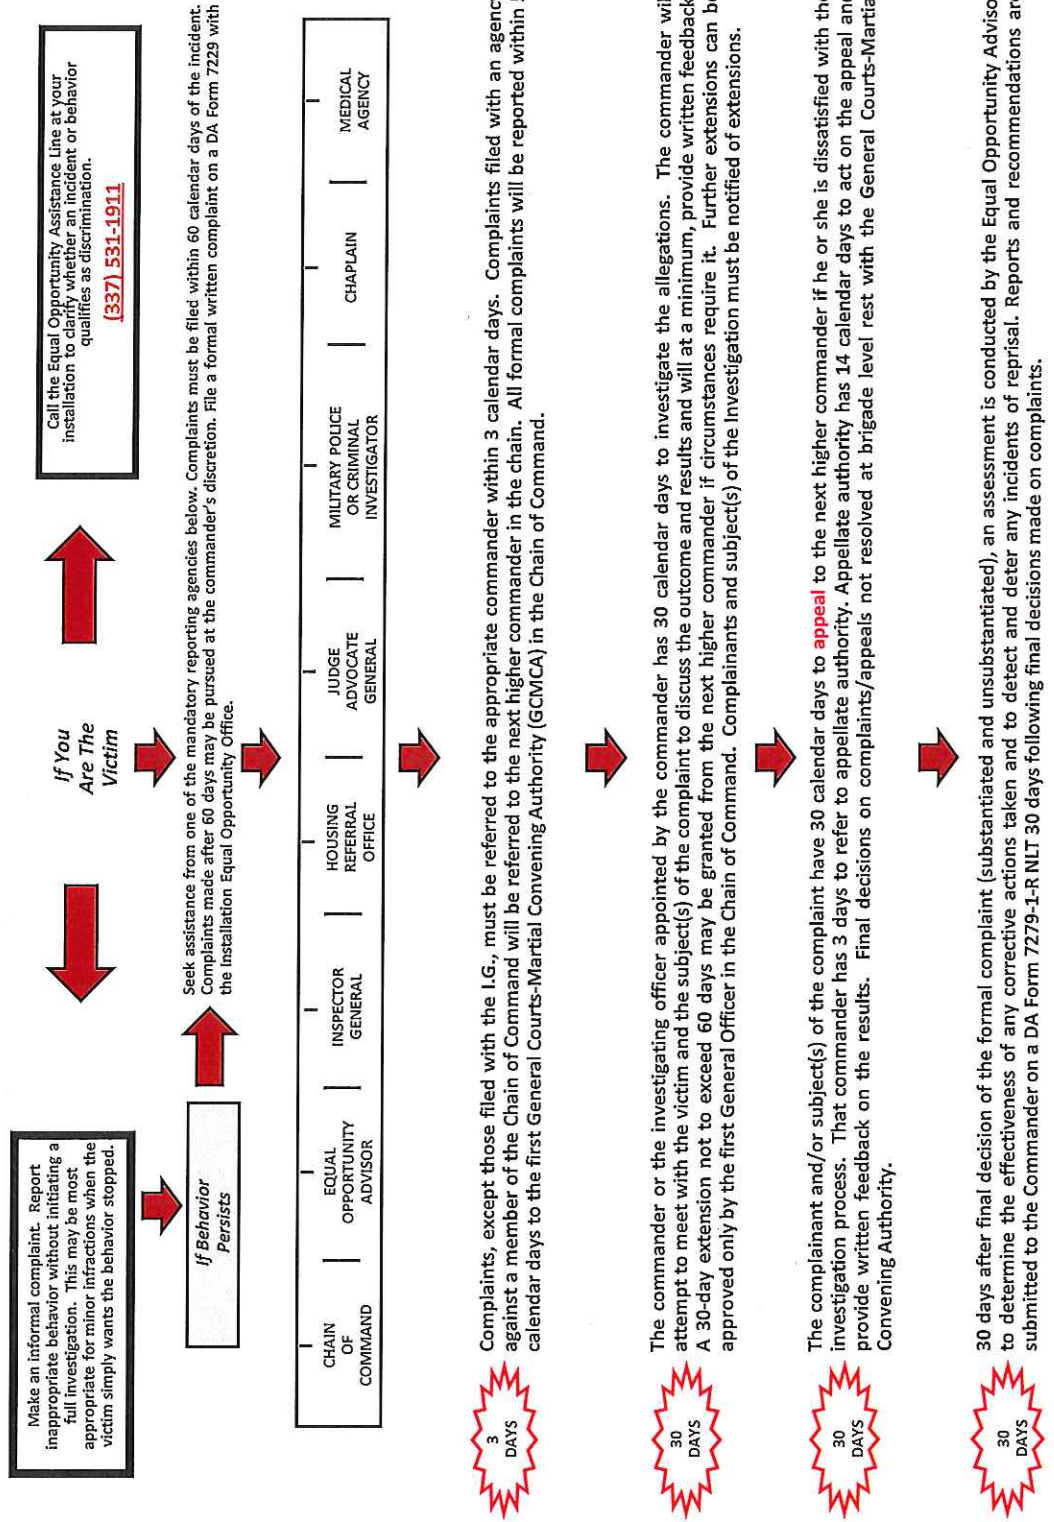 Make an informal complaint.  Report
inappropriate behavior without initiating a
full investigation.  This may be most
appropriate for minor infractions when the
victim simply wants the behavior stopped.
If You
Are The
Victim
Call the Equal Opportunity Assistance Line at your
installation to clarify whether an incident or behavior
qualifies as discrimination.
(337) 531-1911
If Behavior
Persists
Seek assistance from one of the mandatory reporting agencies below. Complaints must be filed within 60 calendar days of the incident.
Complaints made after 60 days may be pursued at the commander's discretion. File a formal written complaint on a DA Form 7229 with
the Installation Equal Opportunity Office.
CHAIN
OF
COMMAND
EQUAL
OPPORTUNITY
ADVISOR
INSPECTOR
GENERAL
HOUSING
REFERRAL
OFFICE
JUDGE
ADVOCATE
GENERAL
MILITARY POLICE
OR CRIMINAL
INVESTIGATOR
CHAPLAIN
MEDICAL
AGENCY
3
DAYS
Complaints, except those filed with the I.G., must be referred to the appropriate commander within 3 calendar days.  Complaints filed with an agency
against a member of the Chain of Command will be referred to the next higher commander in the chain.  All formal complaints will be reported within
calendar days to the first General Courts-Martial Convening Authority (GCMCA) in the Chain of Command.
30
DAYS
The commander or the investigating officer appointed by the commander has 30 calendar days to investigate the allegations.  The commander will
attempt to meet with the victim and the subject(s) of the complaint to discuss the outcome and results and will at a minimum, provide written feedback
A 30-day extension not to exceed 60 days may be granted from the next higher commander if circumstances require it.  Further extensions can be
approved only by the first General Officer in the Chain of Command.  Complainants and subject(s) of the Investigation must be notified of extensions.
30
DAYS
The complainant and/or subject(s) of the complaint have 30 calendar days to appeal to the next higher commander if he or she is dissatisfied with the
investigation process.  That commander has 3 days to refer to appellate authority. Appellate authority has 14 calendar days to act on the appeal and
provide written feedback on the results.  Final decisions on complaints/appeals not resolved at brigade level rest with the General Courts-Martial
Convening Authority.
30
DAYS
30 days after final decision of the formal complaint (substantiated and unsubstantiated), an assessment is conducted by the Equal Opportunity Advisor
to determine the effectiveness of any corrective actions taken and to detect and deter any incidents of reprisal. Reports and recommendations are
submitted to the Commander on a DA Form 7279-1-R NLT 30 days following final decisions made on complaints.